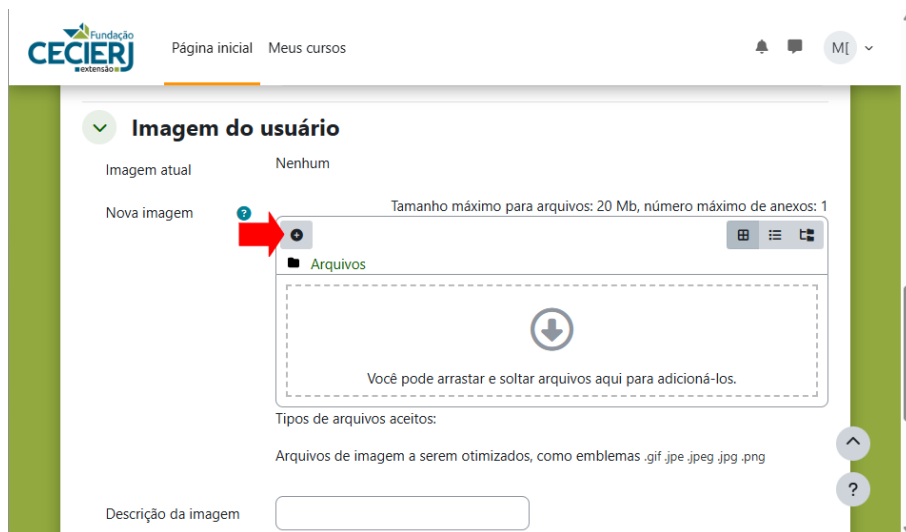 Fundação
CECIERJ
extensão
Página inicial Meus cursos
M[
Imagem do usuário
Imagem atual
Nenhum
Nova imagem
?
Tamanho máximo para arquivos: 20 Mb, número máximo de anexos: 1
Arquivos
Você pode arrastar e soltar arquivos aqui para adicioná-los.
Tipos de arquivos aceitos:
Arquivos de imagem a serem otimizados, como emblemas .gif .jpe .jpeg .jpg .png
?
Descrição da imagem